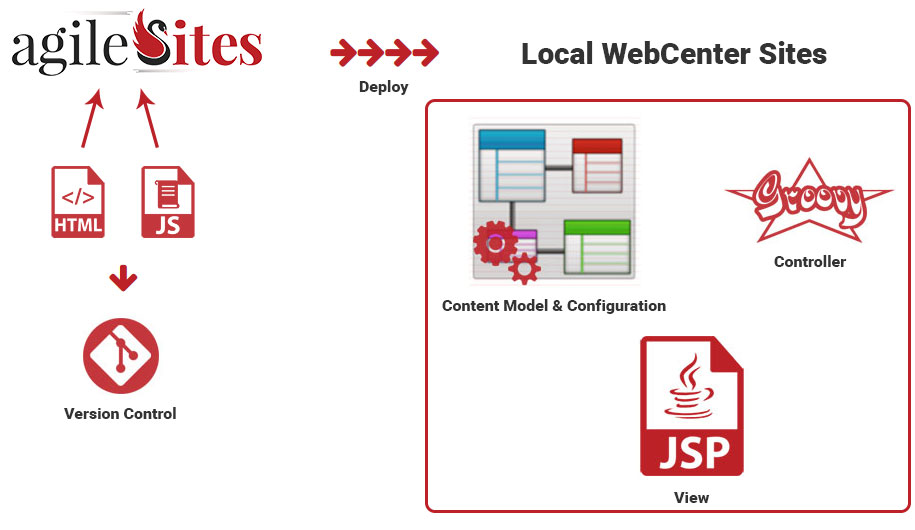 agileSites
Deploy
Local WebCenter Sites
</>
HTML
JS
Version Control
Content Model & Configuration
Groovy
Controller
JSP
View